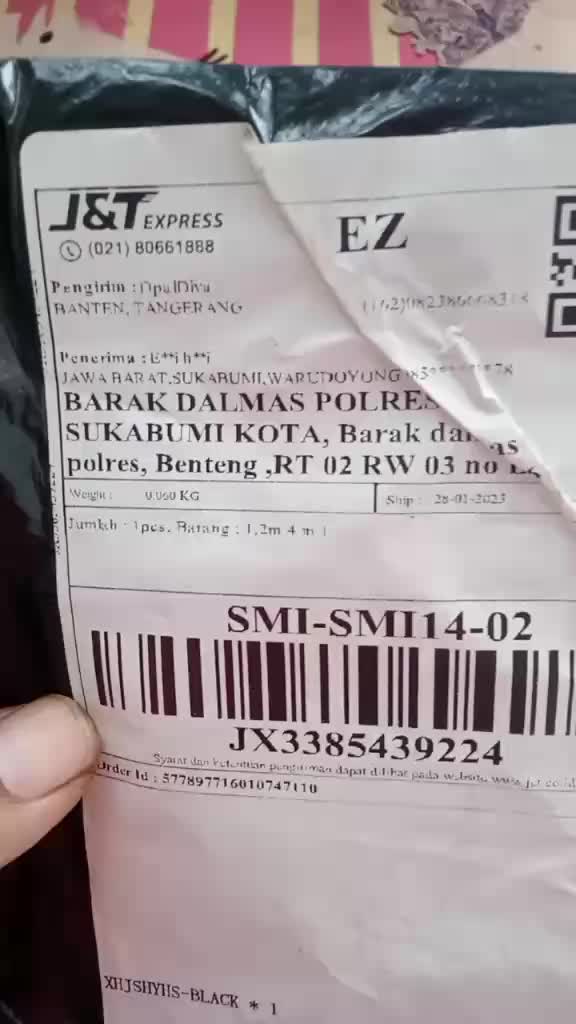 J&T EXPRESS
EZ
(021) 80661888
Pengirim : OpalDiva
BANTEN, TANGERANG
Penerima : E**i h**i
JAWA BARAT,SUKABUMI,WARUDOYONG
BARAK DALMAS POLRES
SUKABUMI KOTA, Barak
polres, Benteng ,RT 02 RW 03 no
Weight : 0.060 KG
Ship : 28-01-2023
Jumlah : 1pcs. Barang : 1,2m 4 m 1
SMI-SMI14-02
JX3385439224
Syarat dan ketentuan pengiriman dapat dilihat pada website www.jet.co.id
Order Id : 577897716010747110
XHJSHYHS-BLACK * 1